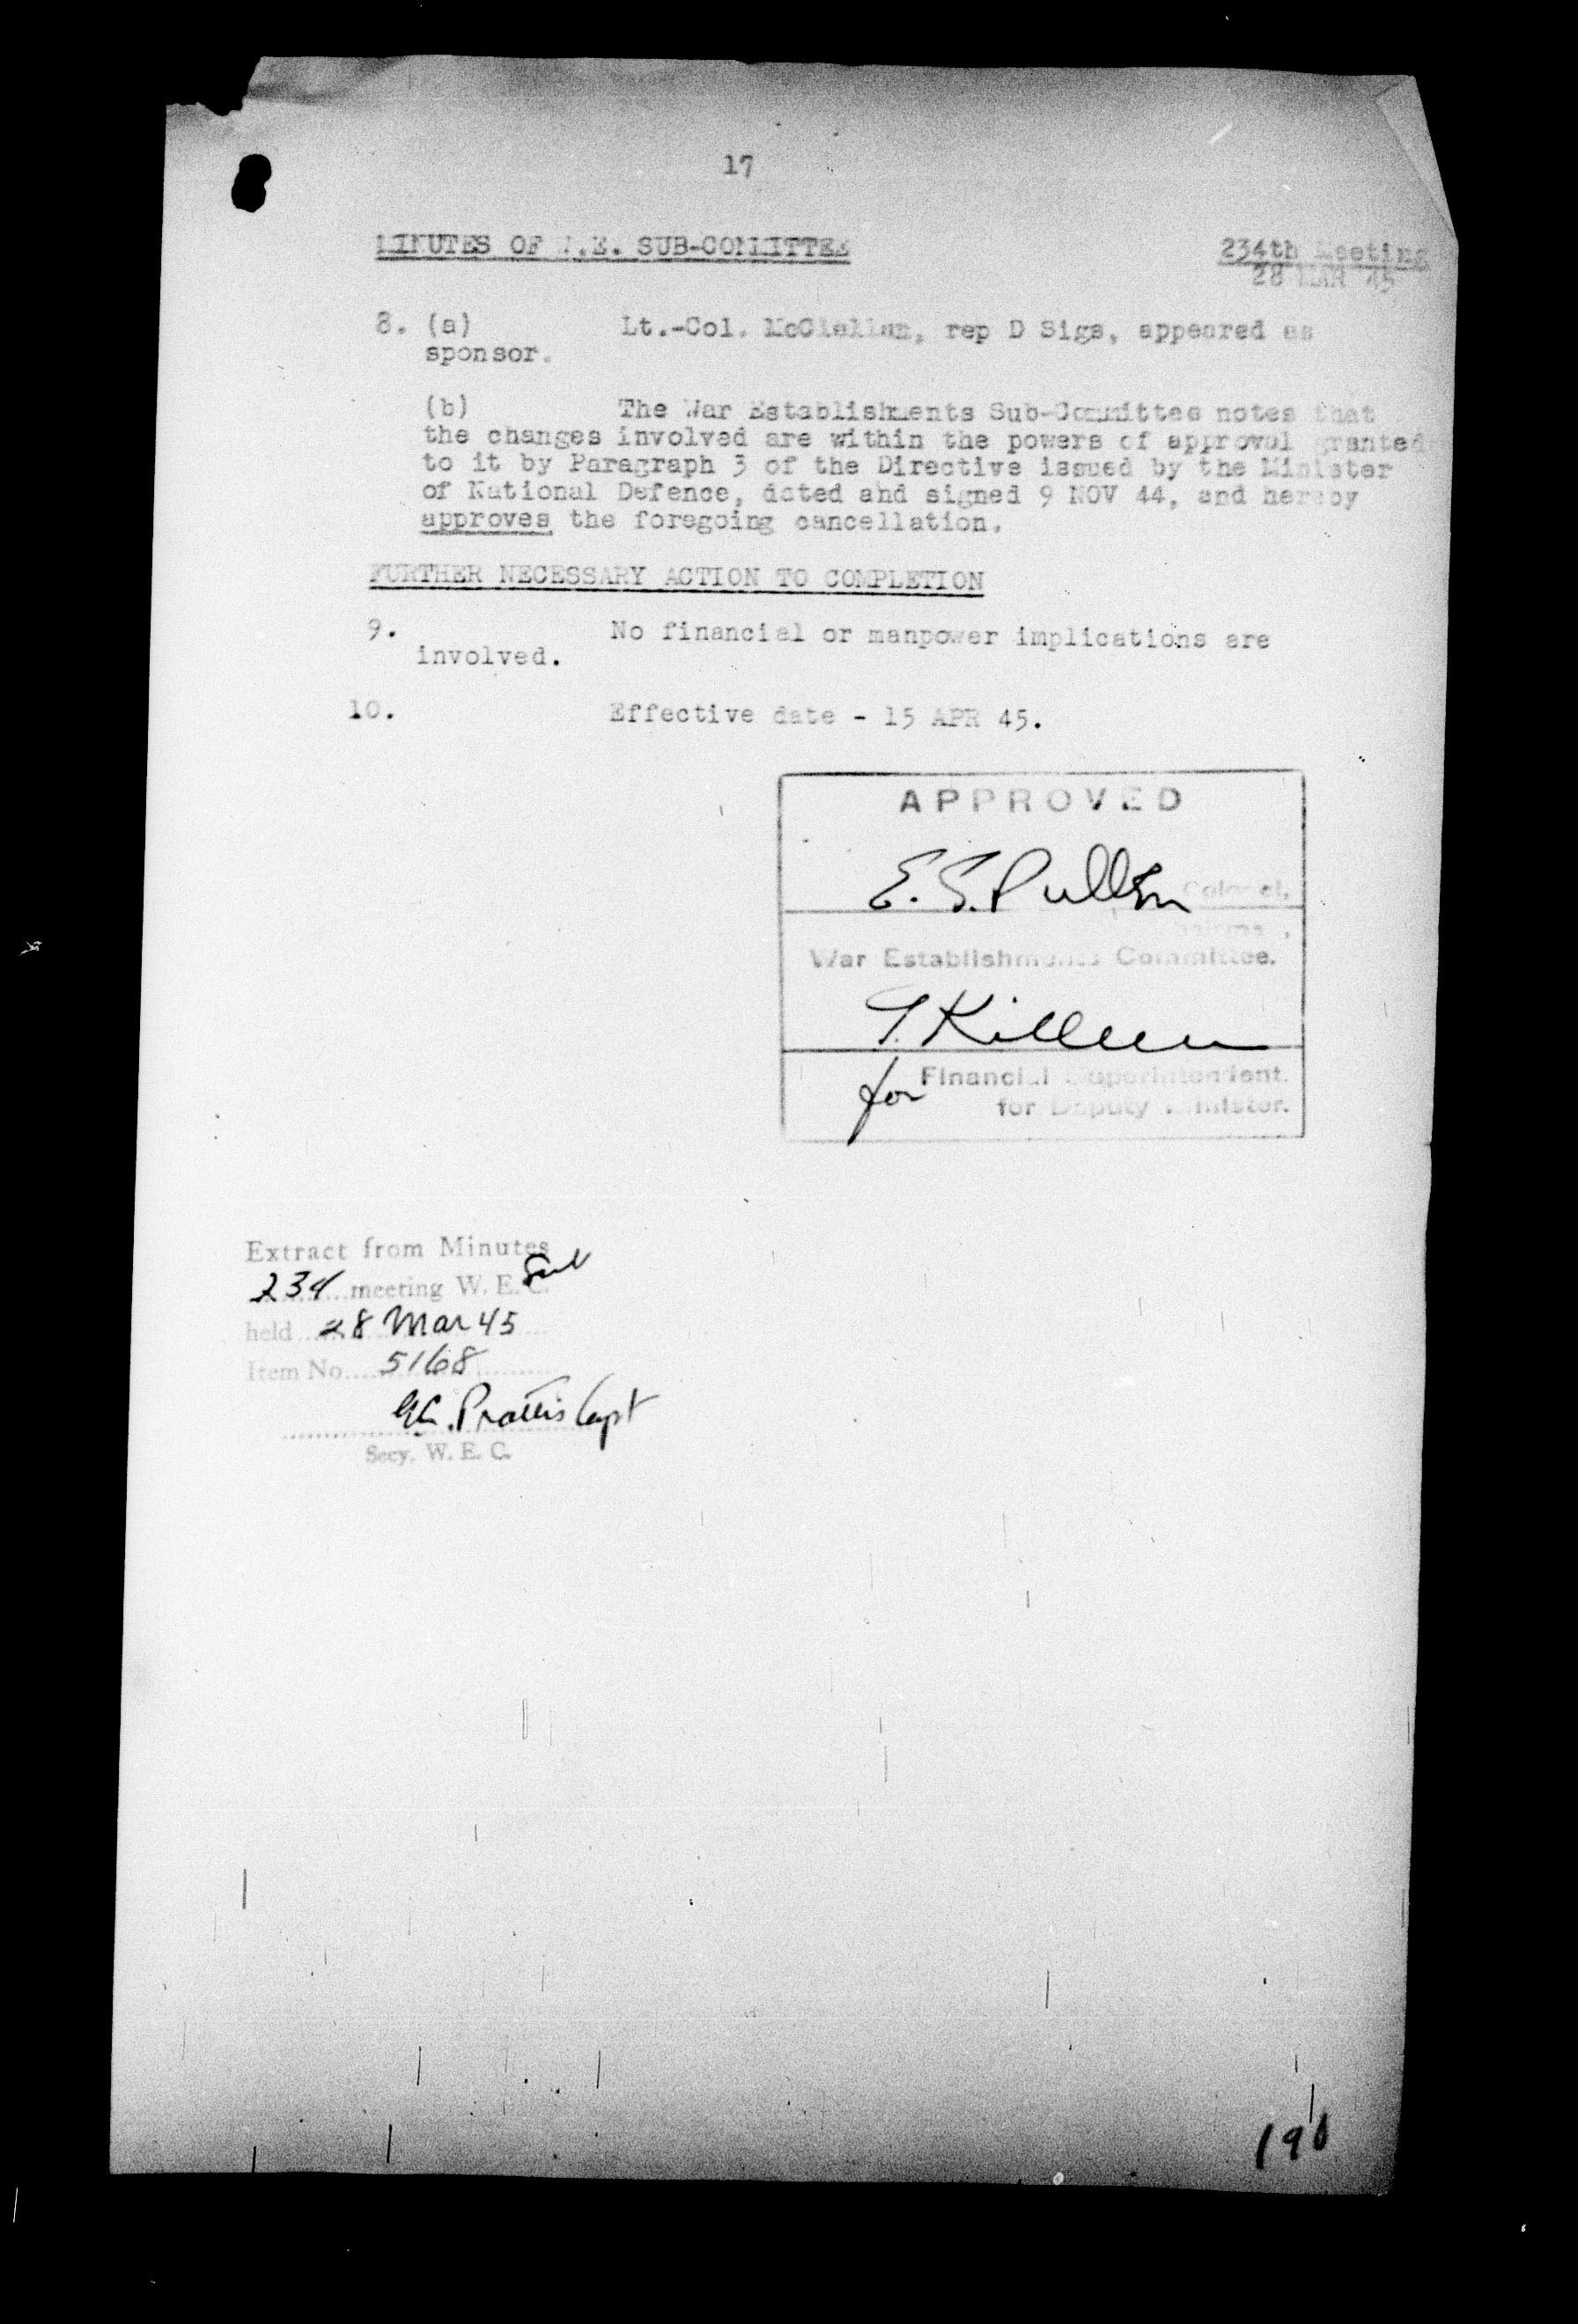 17
MINUTES OF W.E. SUB-COMMITTEE
234th Meeting
28 MAR 45
8. (a) Lt.-Col. McClellan, rep D Sigs, appeared as
sponsor.
(b) The War Establishments Sub-Committee notes that
the changes involved are within the powers of approval granted
to it by Paragraph 3 of the Directive issued by the Minister
of National Defence, dated and signed 9 NOV 44, and hereby
approves the foregoing cancellation.
FURTHER NECESSARY ACTION TO COMPLETION
9. No financial or manpower implications are
involved.
10. Effective date - 15 APR 45.
APPROVED
E. S. Colonel,
Chairman,
War Establishments Committee.
Killeen
for Financial Superintendent.
for Deputy Minister.
Extract from Minutes
234 meeting W. E. C. Sub
held 28 Mar 45
Item No. 5168
Prattis Capt
Secy. W. E. C.